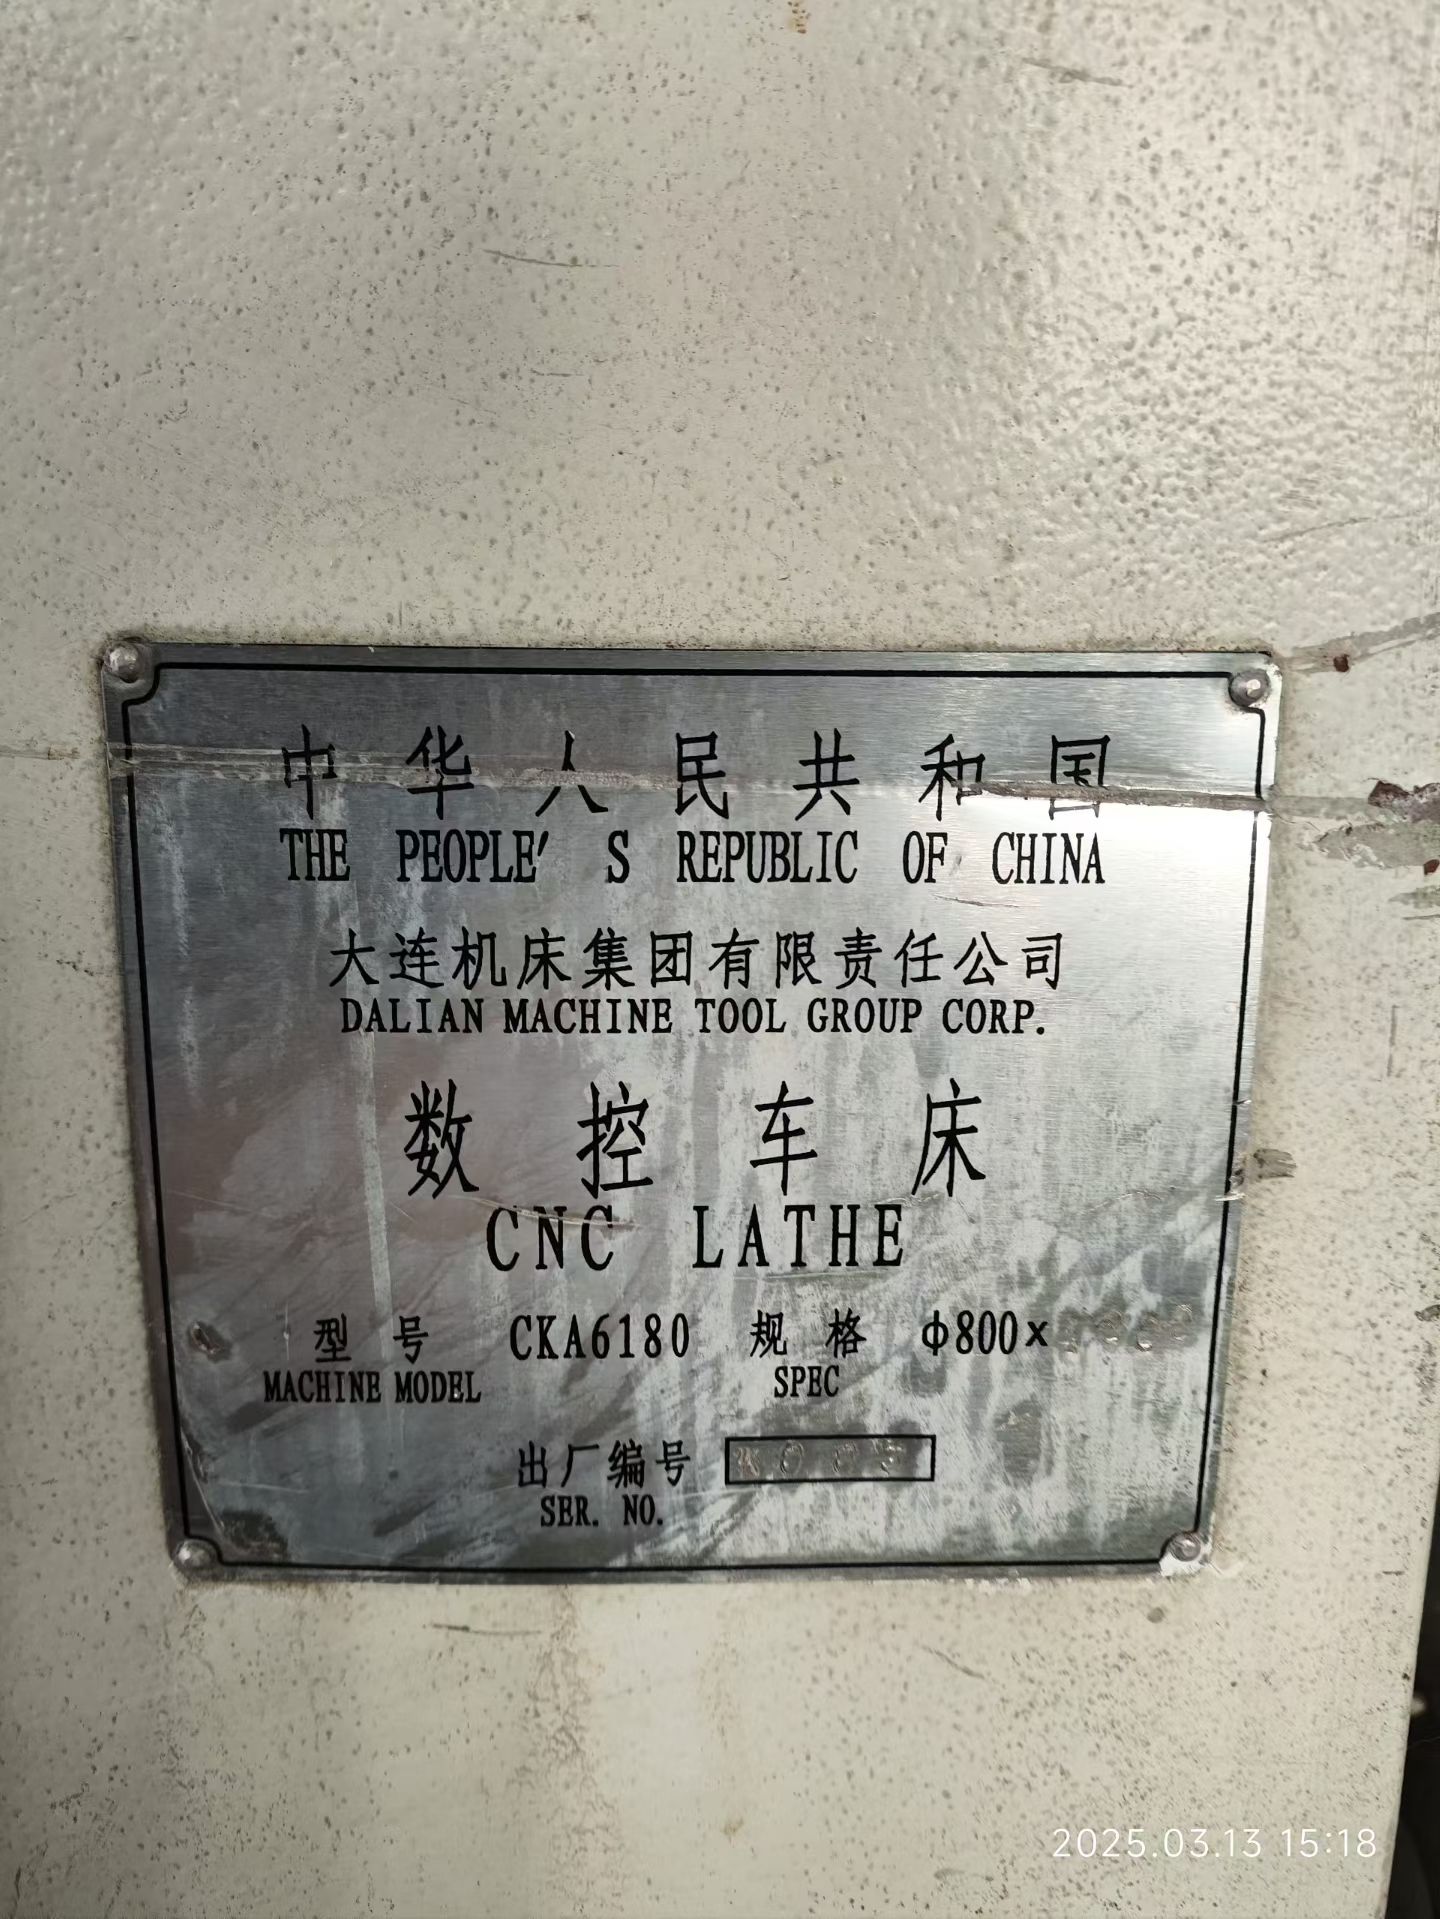 中华人民共和国
THE PEOPLE'S REPUBLIC OF CHINA
大连机床集团有限责任公司
DALIAN MACHINE TOOL GROUP CORP.
数控车床
CNC LATHE
型号 CKA6180 规格 Φ800×
MACHINE MODEL SPEC
出厂编号
SER. NO.
2025.03.13 15:18